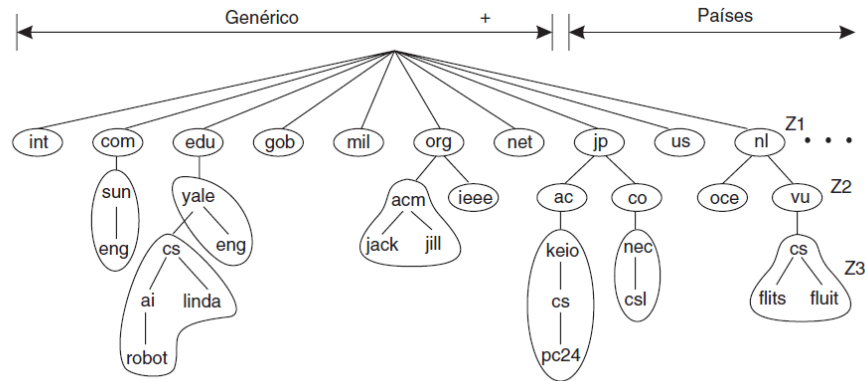 Genérico + Países
int com edu gob mil org net jp us nl Z1 • • •
sun yale acm ieee ac co oce vu Z2
eng cs eng jack jill keio nec cs Z3
ai linda cs csl flits fluit
robot pc24